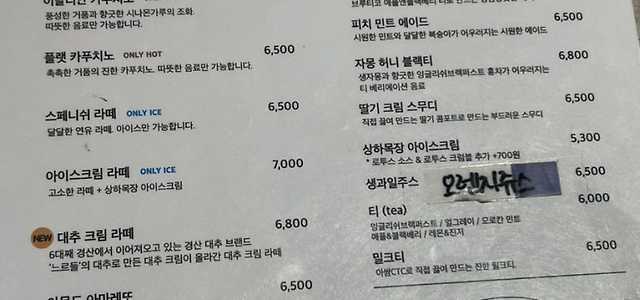 풍성한 거품과 향긋한 시나몬가루의 조화.
따뜻한 음료만 가능합니다.
플랫 카푸치노 ONLY HOT 6,500
촉촉한 거품의 진한 카푸치노. 따뜻한 음료만 가능합니다.
스페니쉬 라떼 ONLY ICE 6,500
달달한 연유 라떼. 아이스만 가능합니다.
아이스크림 라떼 ONLY ICE 7,000
고소한 라떼 + 상하목장 아이스크림
NEW 대추 크림 라떼 6,800
6대째 경산에서 이어져오고 있는 경산 대추 브랜드
'느르들'의 대추로 만든 대추 크림이 올라간 대추 크림 라떼
6,500
피치 민트 에이드 6,500
시원한 민트와 달달한 복숭아가 어우러지는 시원한 에이드
자몽 허니 블랙티 6,800
생자몽과 향긋한 잉글리쉬브랙퍼스트 홍차가 어우러지는
티 베리에이션 음료
딸기 크림 스무디 6,500
직접 끓여 만드는 딸기 콤포트로 만드는 부드러운 스무디
상하목장 아이스크림 5,300
* 로투스 소스 & 로투스 크럼블 추가 +700원
생과일주스 오렌지쥬스 6,500
티 (tea) 6,000
잉글리쉬브랙퍼스트 / 얼그레이 / 모로칸 민트
애플&블랙베리 / 레몬&진저
밀크티 6,500
아쌈CTC로 직접 끓여 만드는 진한 밀크티.